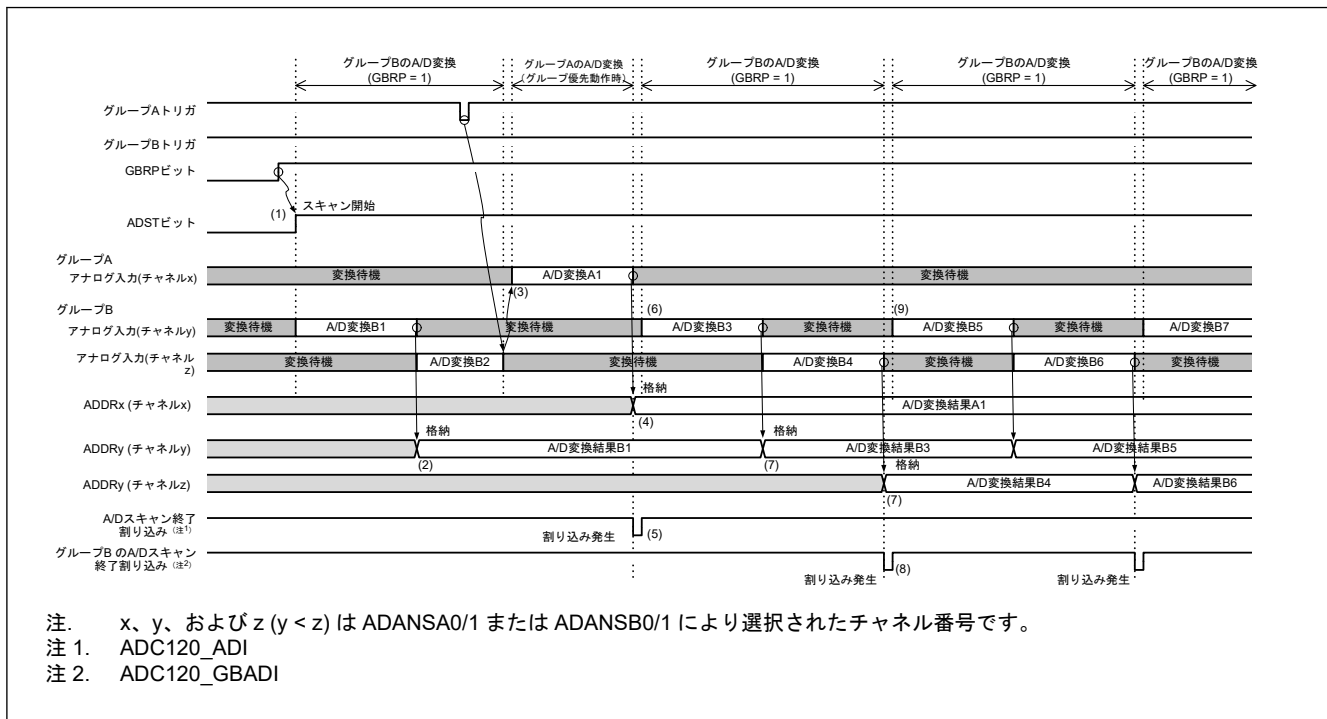 グループBのA/D変換
(GBRP = 1)
グループAのA/D変換
(グループ優先動作時)
グループBのA/D変換
(GBRP = 1)
グループBのA/D変換
(GBRP = 1)
グループBのA/D変換
(GBRP = 1)
グループAトリガ
グループBトリガ
GBRPビット
(1)
スキャン開始
ADSTビット
グループA
アナログ入力(チャネルx)
変換待機
A/D変換A1
変換待機
(3)
グループB
(6)
(9)
アナログ入力(チャネルy)
変換待機
A/D変換B1
変換待機
A/D変換B3
変換待機
A/D変換B5
変換待機
A/D変換B7
アナログ入力(チャネル
z)
変換待機
A/D変換B2
変換待機
A/D変換B4
変換待機
A/D変換B6
変換待機
格納
ADDRx (チャネルx)
A/D変換結果A1
(4)
格納
格納
ADDRy (チャネルy)
A/D変換結果B1
A/D変換結果B3
A/D変換結果B5
(2)
(7)
格納
ADDRy (チャネルz)
A/D変換結果B4
A/D変換結果B6
(7)
A/Dスキャン終了
割り込み (注1)
割り込み発生
(5)
グループB のA/Dスキャン
終了割り込み (注2)
割り込み発生
(8)
割り込み発生
注. x、y、および z (y < z) は ADANSA0/1 または ADANSB0/1 により選択されたチャネル番号です。
注 1. ADC120_ADI
注 2. ADC120_GBADI